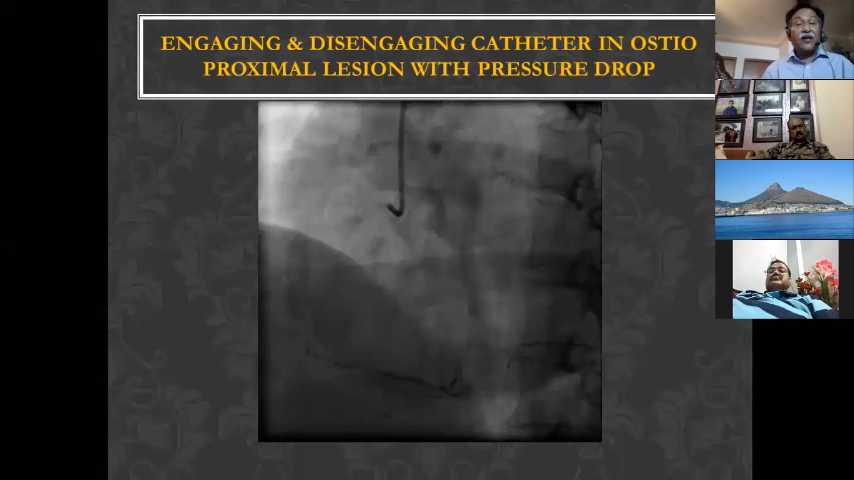 ENGAGING & DISENGAGING CATHETER IN OSTIO
PROXIMAL LESION WITH PRESSURE DROP